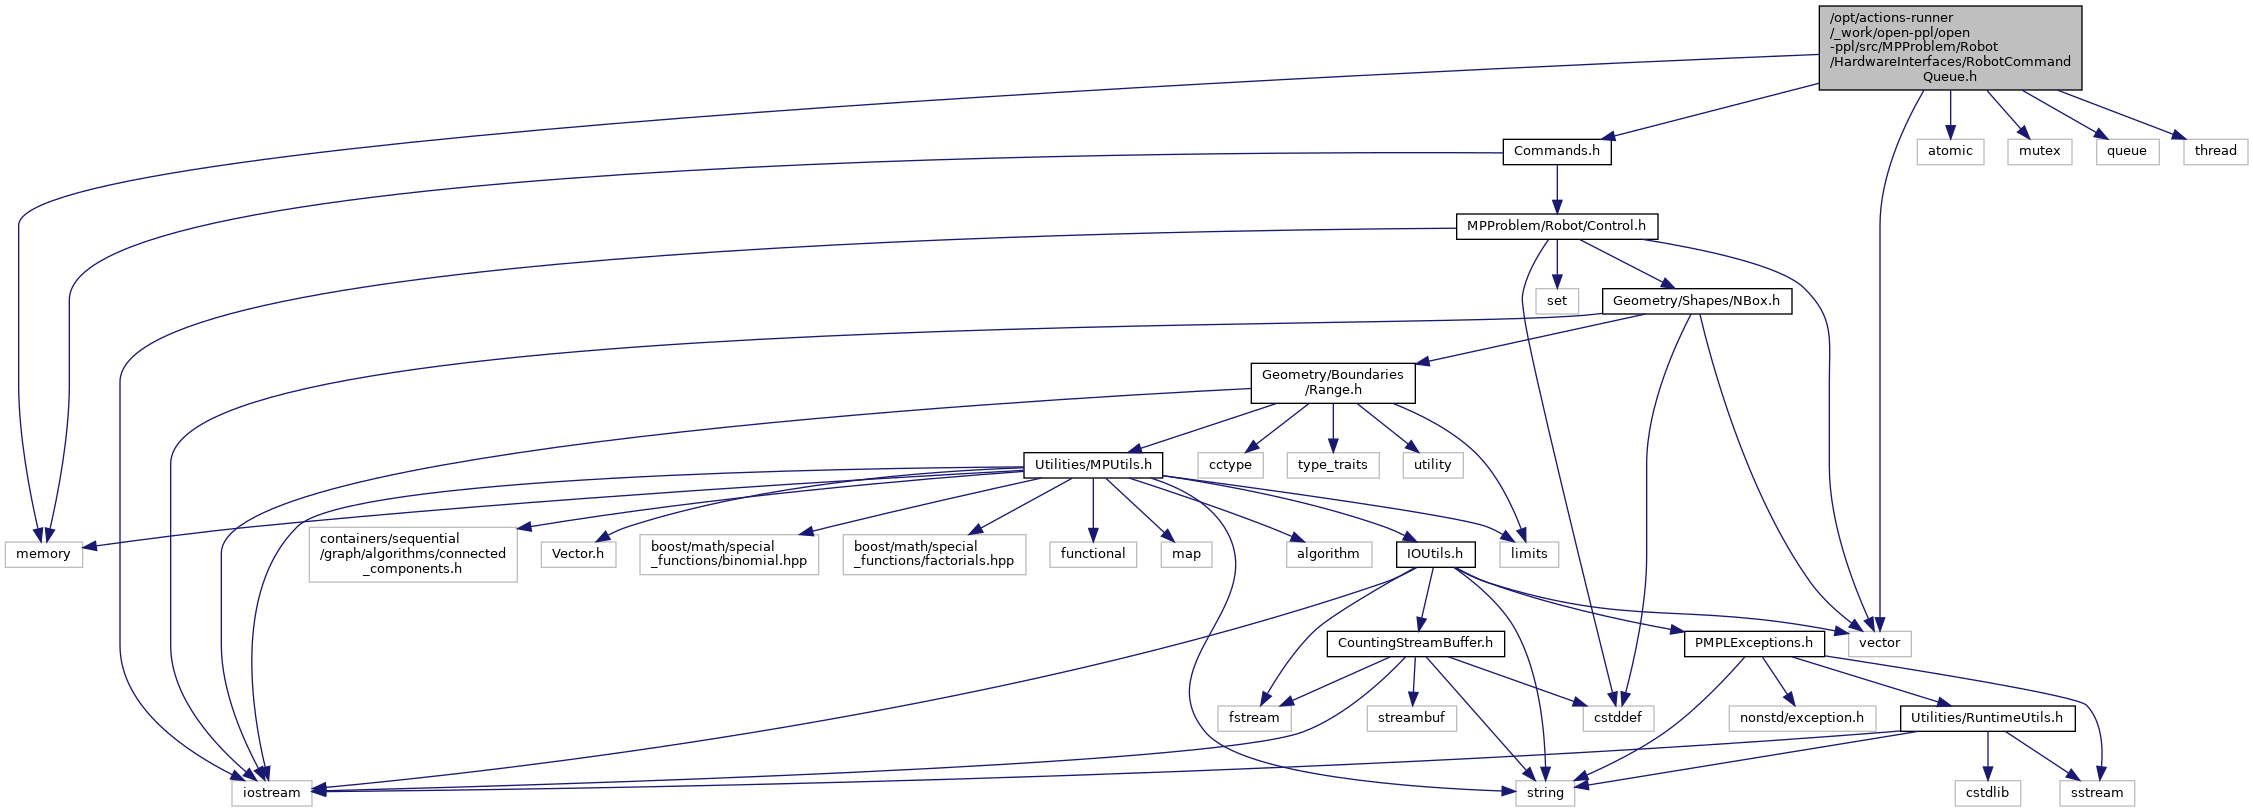 /opt/actions-runner
/_work/open-ppl/open
-ppl/src/MPProblem/Robot
/HardwareInterfaces/RobotCommand
Queue.h
Commands.h
atomic
mutex
queue
thread
MPProblem/Robot/Control.h
set
Geometry/Shapes/NBox.h
Geometry/Boundaries
/Range.h
Utilities/MPUtils.h
cctype
type_traits
utility
memory
containers/sequential
/graph/algorithms/connected
_components.h
Vector.h
boost/math/special
_functions/binomial.hpp
boost/math/special
_functions/factorials.hpp
functional
map
algorithm
IOUtils.h
limits
CountingStreamBuffer.h
PMPLExceptions.h
vector
fstream
streambuf
cstddef
nonstd/exception.h
Utilities/RuntimeUtils.h
iostream
string
cstdlib
sstream